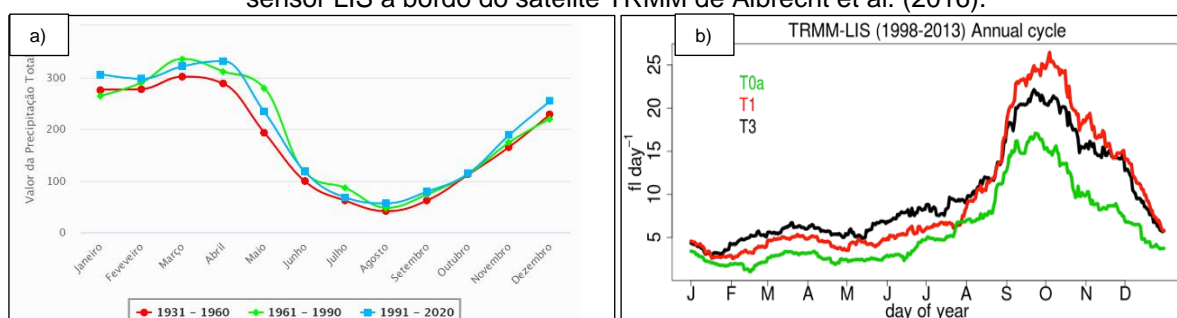 sensor LIS a bordo do satélite TRMM de Albrecht et al. (2016).
a)
Valor da Precipitação Tota
300
200
100
0
Janeiro
Feveveiro
Março
Abril
Maio
Junho
Julho
Agosto
Setembro
Outubro
Novembro
Dezembro
1931 - 1960
1961 - 1990
1991 - 2020
b)
TRMM-LIS (1998-2013) Annual cycle
T0a
T1
T3
fl day-1
25
20
15
10
5
J F M A M J J A S O N D
day of year